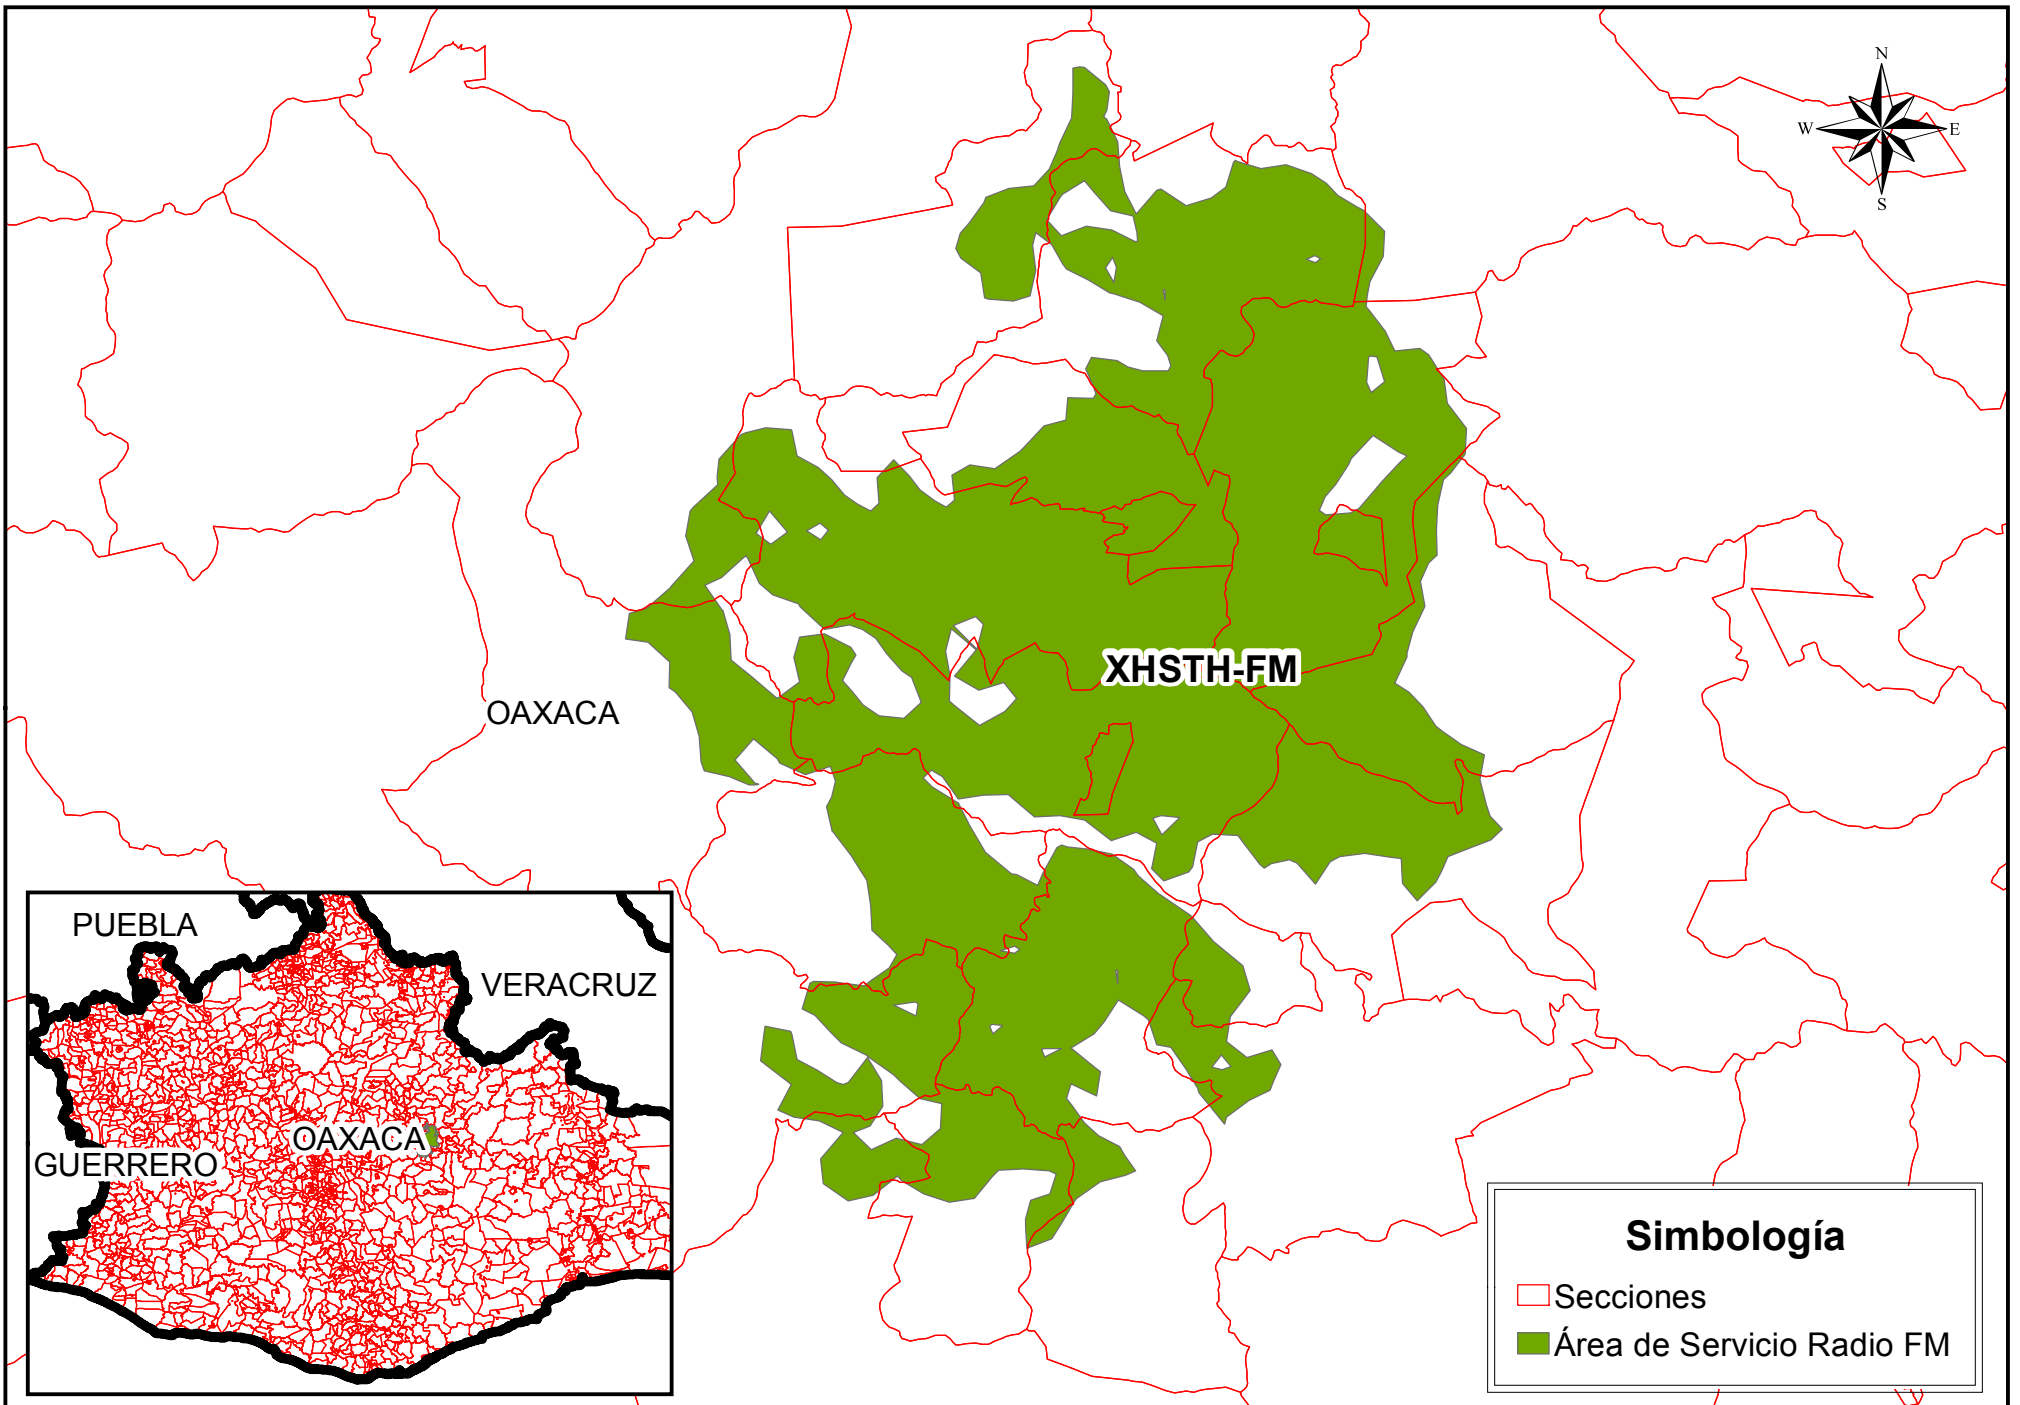 N
W
E
S
XHSTH-FM
OAXACA
PUEBLA
VERACRUZ
OAXACA
GUERRERO
Simbología
Secciones
Área de Servicio Radio FM